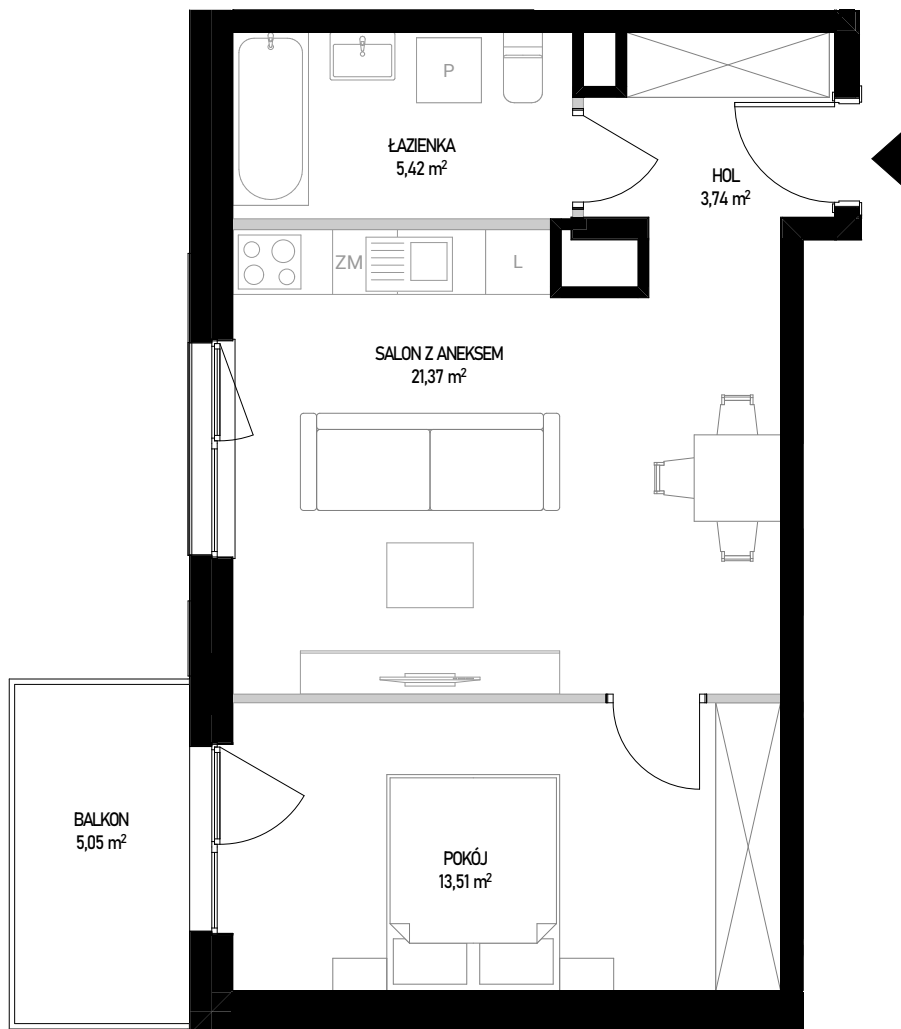 P
ŁAZIENKA
5,42 m²
HOL
3,74 m²
ZM
L
SALON Z ANEKSEM
21,37 m²
BALKON
5,05 m²
POKÓJ
13,51 m²